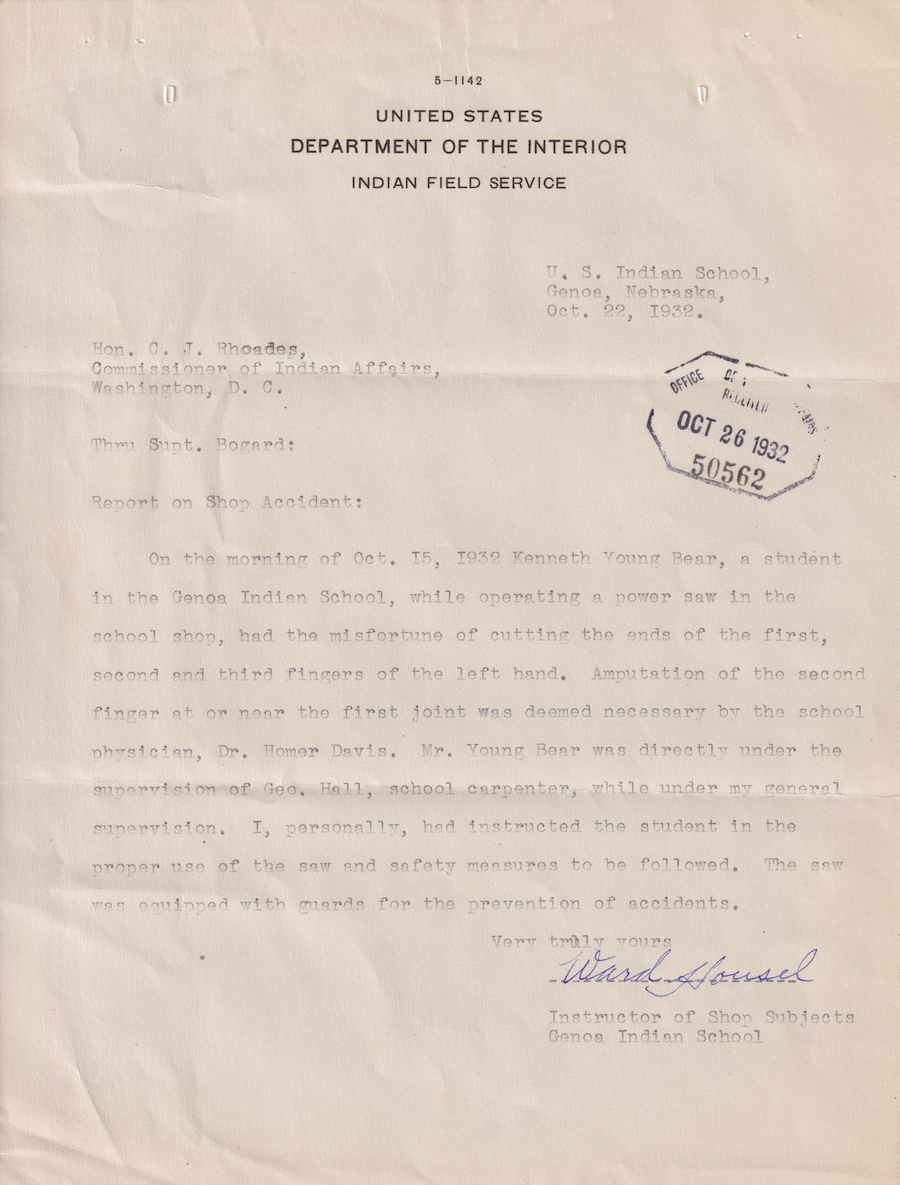 5-1142
UNITED STATES
DEPARTMENT OF THE INTERIOR
INDIAN FIELD SERVICE
U. S. Indian School,
Genoa, Nebraska,
Oct. 22, I932.
Hon. C. J. Rhoades,
Commissioner of Indian Affairs,
Washington, D. C.
OFFICE OF
RECEIVED
OCT 26 1932
50562
Thru Supt. Bogard:
Report on Shop Accident:
On the morning of Oct. I5, I932 Kenneth Young Bear, a student
in the Genoa Indian School, while operating a power saw in the
school shop, had the misfortune of cutting the ends of the first,
second and third fingers of the left hand. Amputation of the second
finger at or near the first joint was deemed necessary by the school
physician, Dr. Homer Davis. Mr. Young Bear was directly under the
supervision of Geo. Hall, school carpenter, while under my general
supervision. I, personally, had instructed the student in the
proper use of the saw and safety measures to be followed. The saw
was equipped with guards for the prevention of accidents.
Very truly yours
Ward Housel
Instructor of Shop Subjects
Genoa Indian School